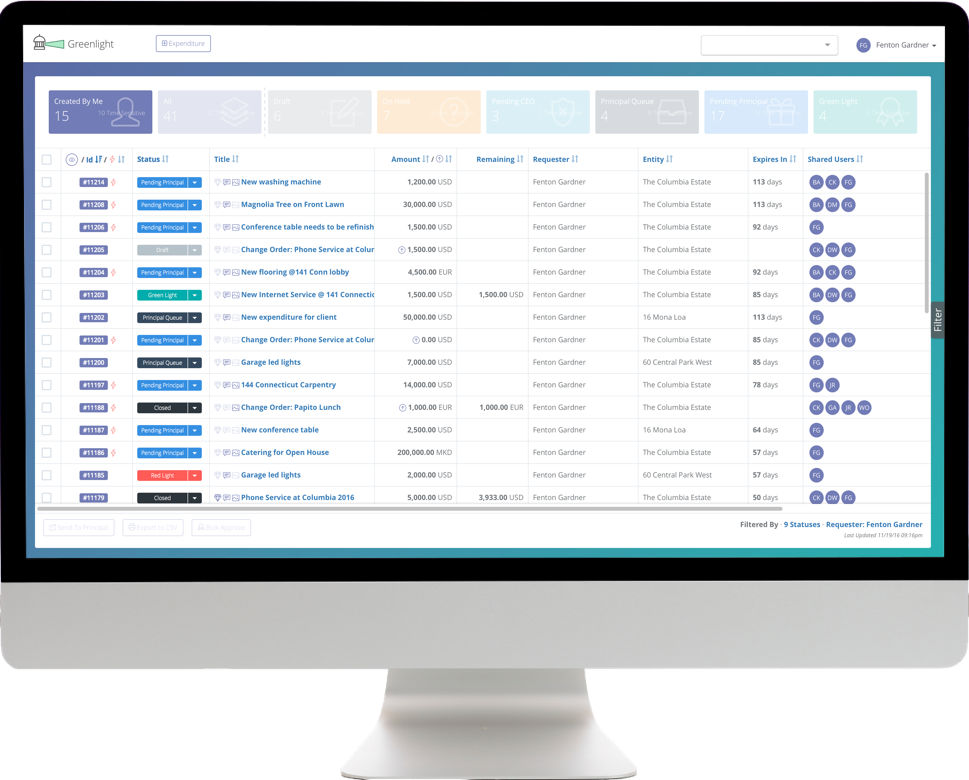 Greenlight
Expenditure
FG Fenton Gardner
Created By Me
15
10 Time Sensitive
All
41
Draft
6
On Hold
7
Pending CFO
3
Principal Queue
4
Pending Principal
17
Green Light
4
/ Id / Status Title Amount / Remaining Requester Entity Expires In Shared Users
#11214 Pending Principal New washing machine 1,200.00 USD Fenton Gardner The Columbia Estate 113 days BA CK FG
#11208 Pending Principal Magnolia Tree on Front Lawn 30,000.00 USD Fenton Gardner The Columbia Estate 113 days BA DM FG
#11206 Pending Principal Conference table needs to be refinish 1,500.00 USD Fenton Gardner The Columbia Estate 92 days FG
#11205 Draft Change Order: Phone Service at Colur 1,500.00 USD Fenton Gardner The Columbia Estate CK DW FG
#11204 Pending Principal New flooring @141 Conn lobby 4,500.00 EUR Fenton Gardner The Columbia Estate 92 days BA CK FG
#11203 Green Light New Internet Service @ 141 Connectic 1,500.00 USD 1,500.00 USD Fenton Gardner The Columbia Estate 85 days BA DW FG
#11202 Principal Queue New expenditure for client 50,000.00 USD Fenton Gardner 16 Mona Loa 113 days FG
#11201 Pending Principal Change Order: Phone Service at Colur 0.00 USD Fenton Gardner The Columbia Estate 85 days CK DW FG
#11200 Principal Queue Garage led lights 7,000.00 USD Fenton Gardner 60 Central Park West 85 days FG
#11197 Pending Principal 144 Connecticut Carpentry 14,000.00 USD Fenton Gardner The Columbia Estate 78 days FG JR
#11188 Closed Change Order: Papito Lunch 1,000.00 EUR 1,000.00 EUR Fenton Gardner The Columbia Estate CK GA JR WO
#11187 Pending Principal New conference table 2,500.00 USD Fenton Gardner 16 Mona Loa 64 days FG
#11186 Pending Principal Catering for Open House 200,000.00 MKD Fenton Gardner The Columbia Estate 57 days FG
#11185 Red Light Garage led lights 2,000.00 USD Fenton Gardner 60 Central Park West 57 days FG
#11179 Closed Phone Service at Columbia 2016 5,000.00 USD 3,933.00 USD Fenton Gardner The Columbia Estate 50 days CK DW FG
Filter
Send To Principal Export to CSV Bulk Approve
Filtered By · 9 Statuses · Requester: Fenton Gardner
Last Updated 11/19/16 09:16pm